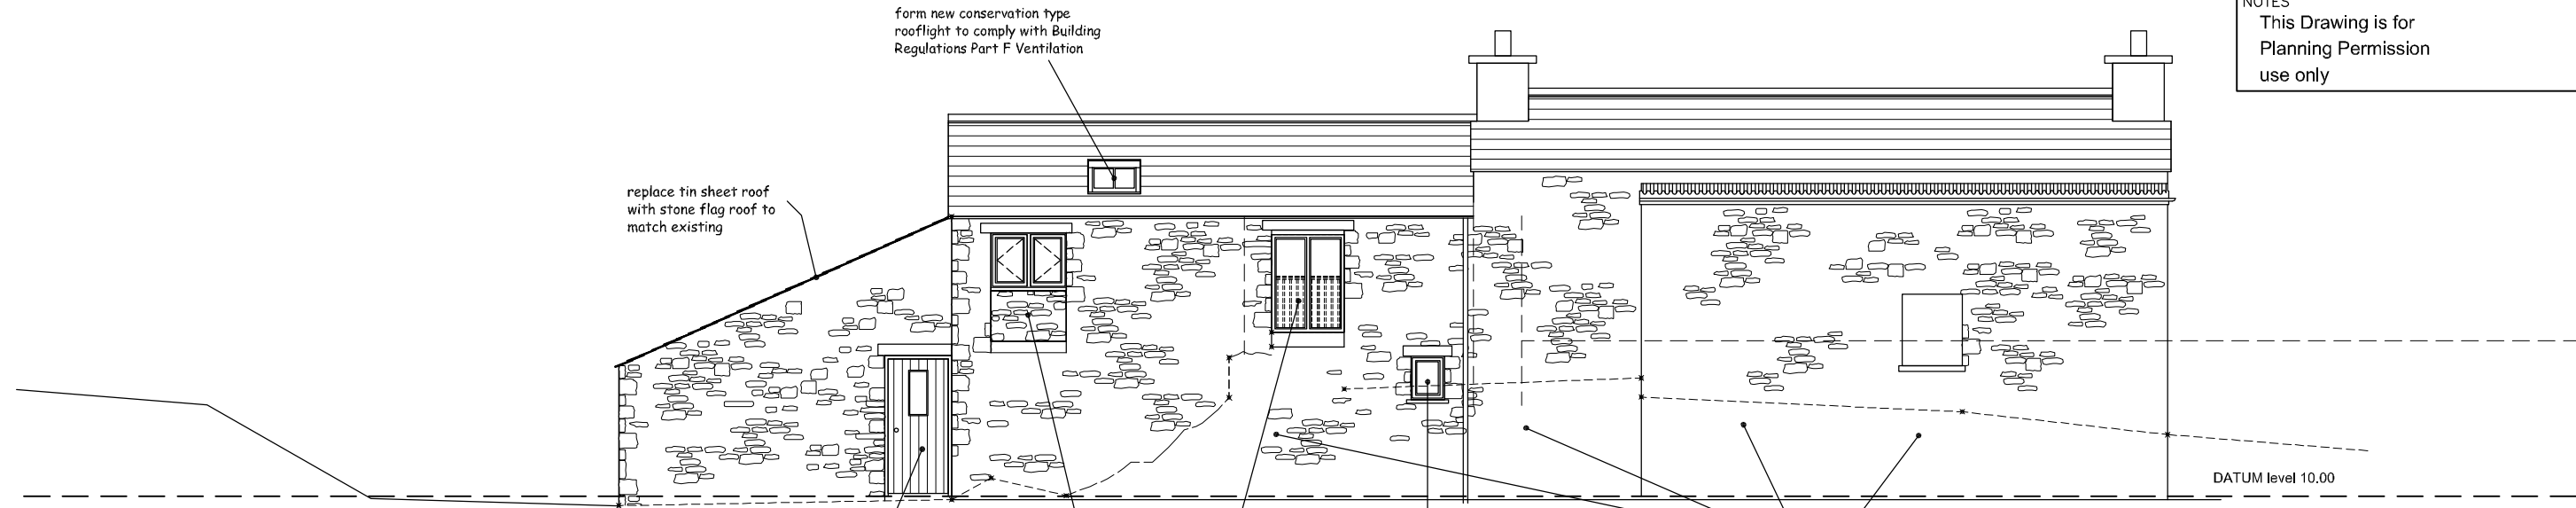 form new conservation type
rooflight to comply with Building
Regulations Part F Ventilation
NOTES
This Drawing is for
Planning Permission
use only
replace tin sheet roof
with stone flag roof to
match existing
DATUM level 10.00